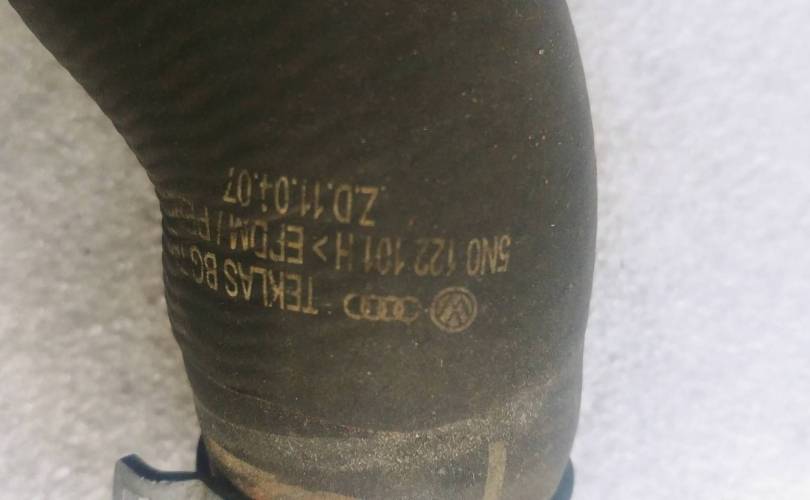 TEKLAS BG
5N0 122 101 H > EPDM /
Z.D.11.04.07